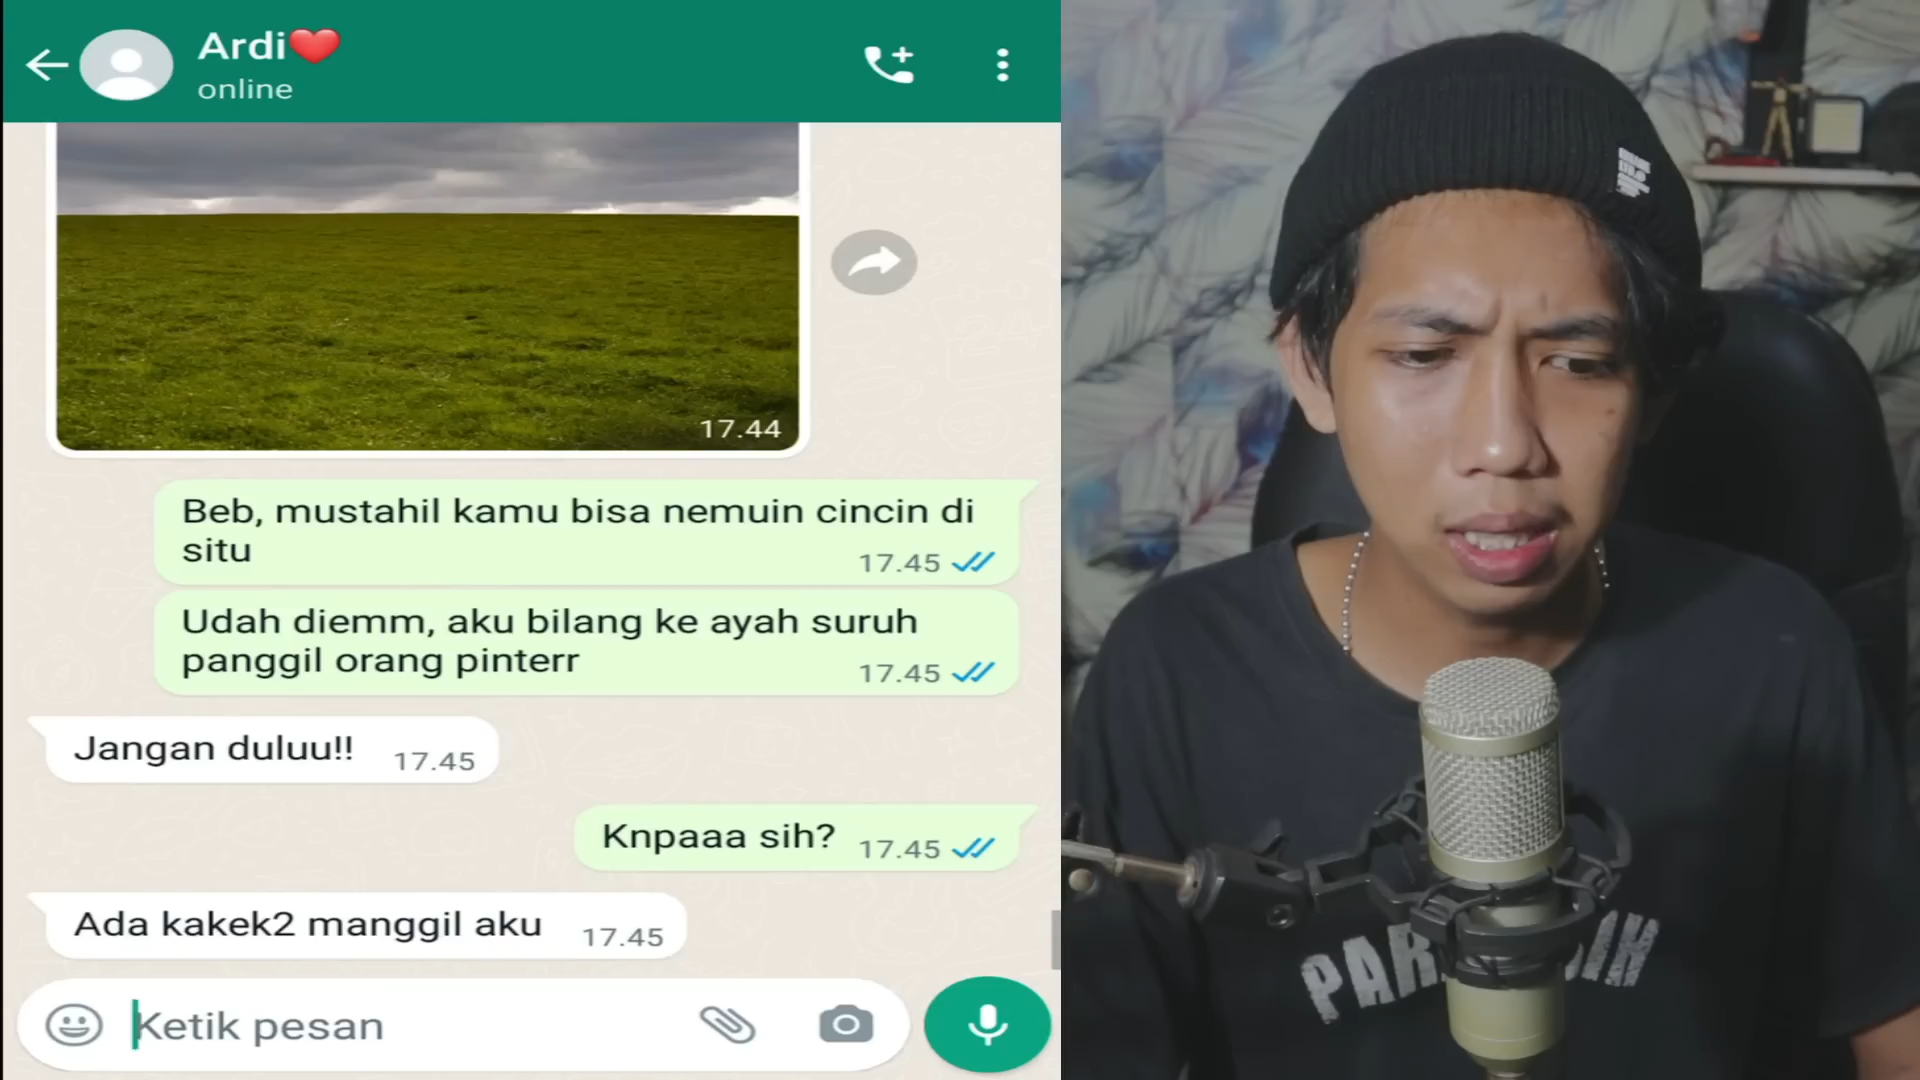 Ardi❤️
online
17.44
Beb, mustahil kamu bisa nemuin cincin di
situ
17.45
Udah diemm, aku bilang ke ayah suruh
panggil orang pinterr
17.45
Jangan duluu!!
17.45
Knpaaa sih?
17.45
Ada kakek2 manggil aku
17.45
Ketik pesan